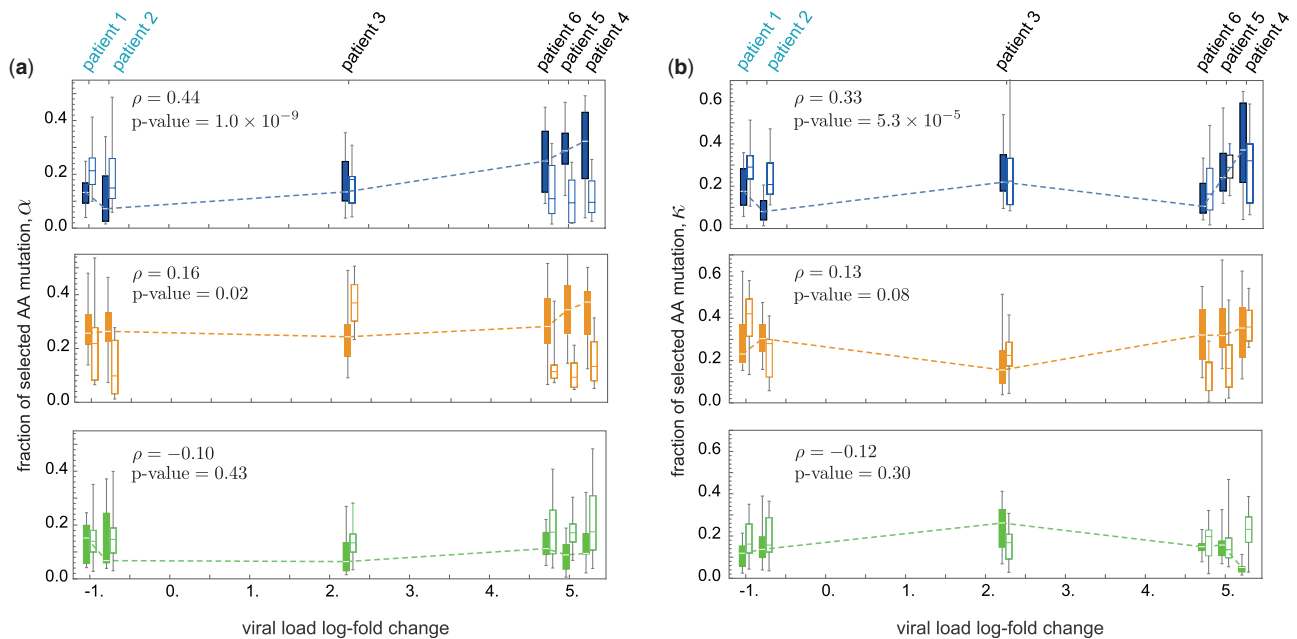 (a)
patient 1
patient 2
patient 3
patient 6
patient 5
patient 4
fraction of selected AA mutation, α
0.4
0.2
0.0
ρ = 0.44
p-value = 1.0 × 10⁻⁹
0.4
0.2
0.0
ρ = 0.16
p-value = 0.02
0.4
0.2
0.0
ρ = −0.10
p-value = 0.43
-1. 0. 1. 2. 3. 4. 5.
viral load log-fold change
(b)
patient 1
patient 2
patient 3
patient 6
patient 5
patient 4
fraction of selected AA mutation, κ
0.6
0.4
0.2
0.0
ρ = 0.33
p-value = 5.3 × 10⁻⁵
0.6
0.4
0.2
0.0
ρ = 0.13
p-value = 0.08
0.6
0.4
0.2
0.0
ρ = −0.12
p-value = 0.30
-1. 0. 1. 2. 3. 4. 5.
viral load log-fold change